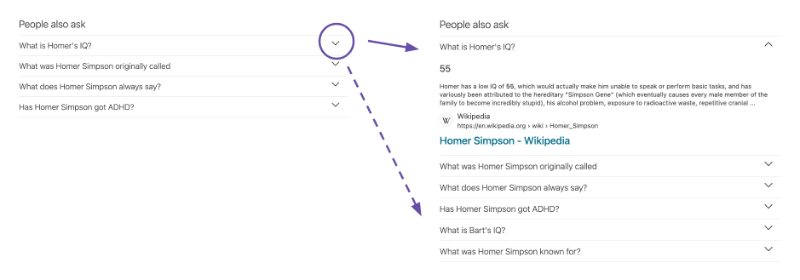 People also ask
What is Homer's IQ?
What was Homer Simpson originally called
What does Homer Simpson always say?
Has Homer Simpson got ADHD?
People also ask
What is Homer's IQ?
55
Homer has a low IQ of 55, which would actually make him unable to speak or perform basic tasks, and has
variously been attributed to the hereditary "Simpson Gene" (which eventually causes every male member of the
family to become incredibly stupid), his alcohol problem, exposure to radioactive waste, repetitive cranial ...
W
Wikipedia
https://en.wikipedia.org › wiki › Homer_Simpson
Homer Simpson - Wikipedia
What was Homer Simpson originally called
What does Homer Simpson always say?
Has Homer Simpson got ADHD?
What is Bart's IQ?
What was Homer Simpson known for?